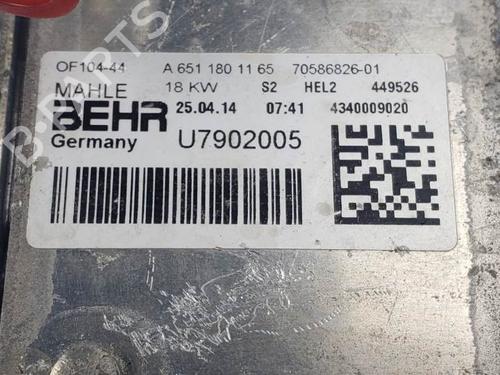 OF104-44 A 651 180 11 65 70586826-01
MAHLE 18 KW S2 HEL2 449526
BEHR 25.04.14 07:41 4340009020
Germany U7902005
B-PARTS